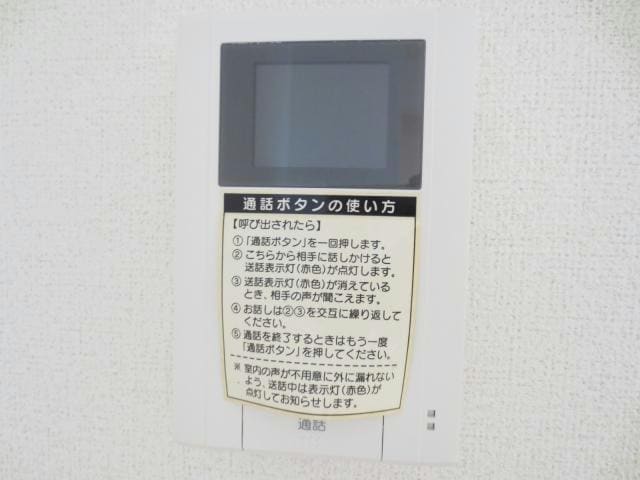 通話ボタンの使い方
【呼び出されたら】
①「通話ボタン」を一回押します。
② こちらから相手に話しかけると
送話表示灯(赤色)が点灯します。
③ 送話表示灯(赤色)が消えている
とき、相手の声が聞こえます。
④ お話しは②③を交互に繰り返して
ください。
⑤ 通話を終了するときはもう一度
「通話ボタン」を押してください。
※ 室内の声が不用意に外に漏れない
よう、送話中は表示灯(赤色)が
点灯してお知らせします。
通話